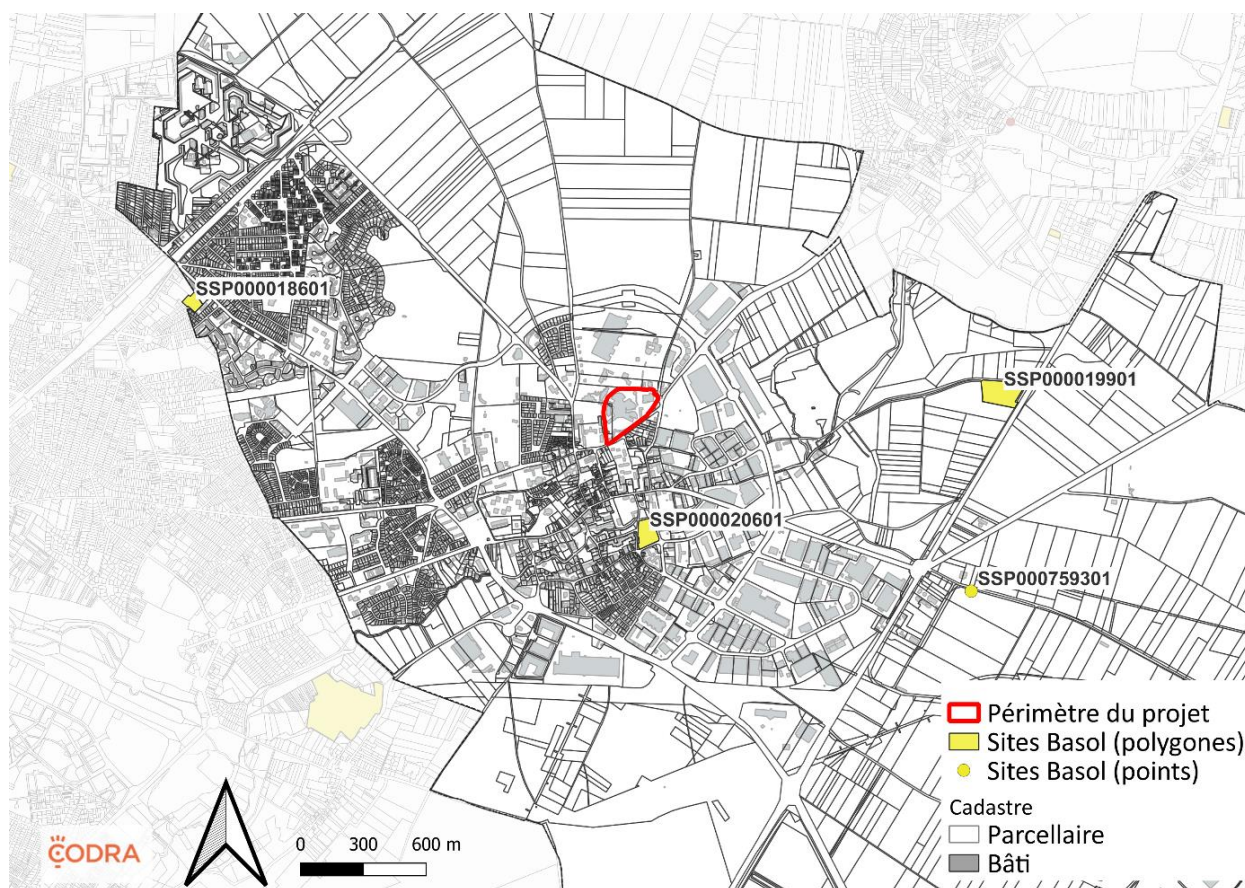 SSP000018601
SSP000019901
SSP000020601
SSP000759301
Périmètre du projet
Sites Basol (polygones)
Sites Basol (points)
Cadastre
Parcellaire
Bâti
CODRA
0 300 600 m